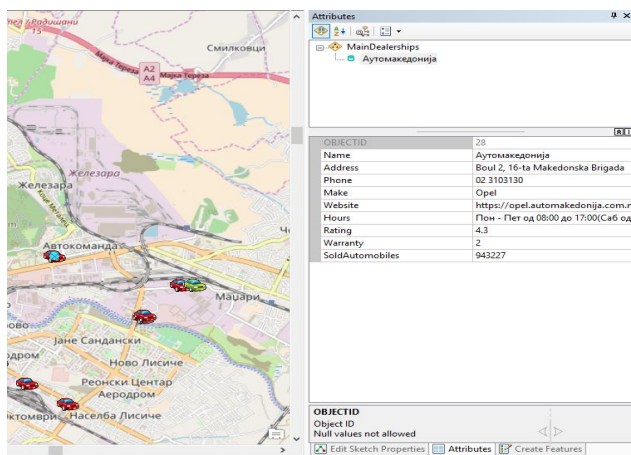 Радишани
15
Смилковци
Мајка Тереза
A2
A4
Мајка Тереза
Железара
Железара
Автокоманда
Маџари
Јане Сандански
Ново Лисиче
Реонски Центар
Аеродром
Населба Лисиче
Attributes
MainDealerships
Аутомакедонија
OBJECTID 28
Name Аутомакедонија
Address Boul 2, 16-ta Makedonska Brigada
Phone 02 3103130
Make Opel
Website https://opel.automakedonija.com.m
Hours Пон - Пет од 08:00 до 17:00(Саб од
Rating 4.3
Warranty 2
SoldAutomobiles 943227
OBJECTID
Object ID
Null values not allowed
Edit Sketch Properties Attributes Create Features